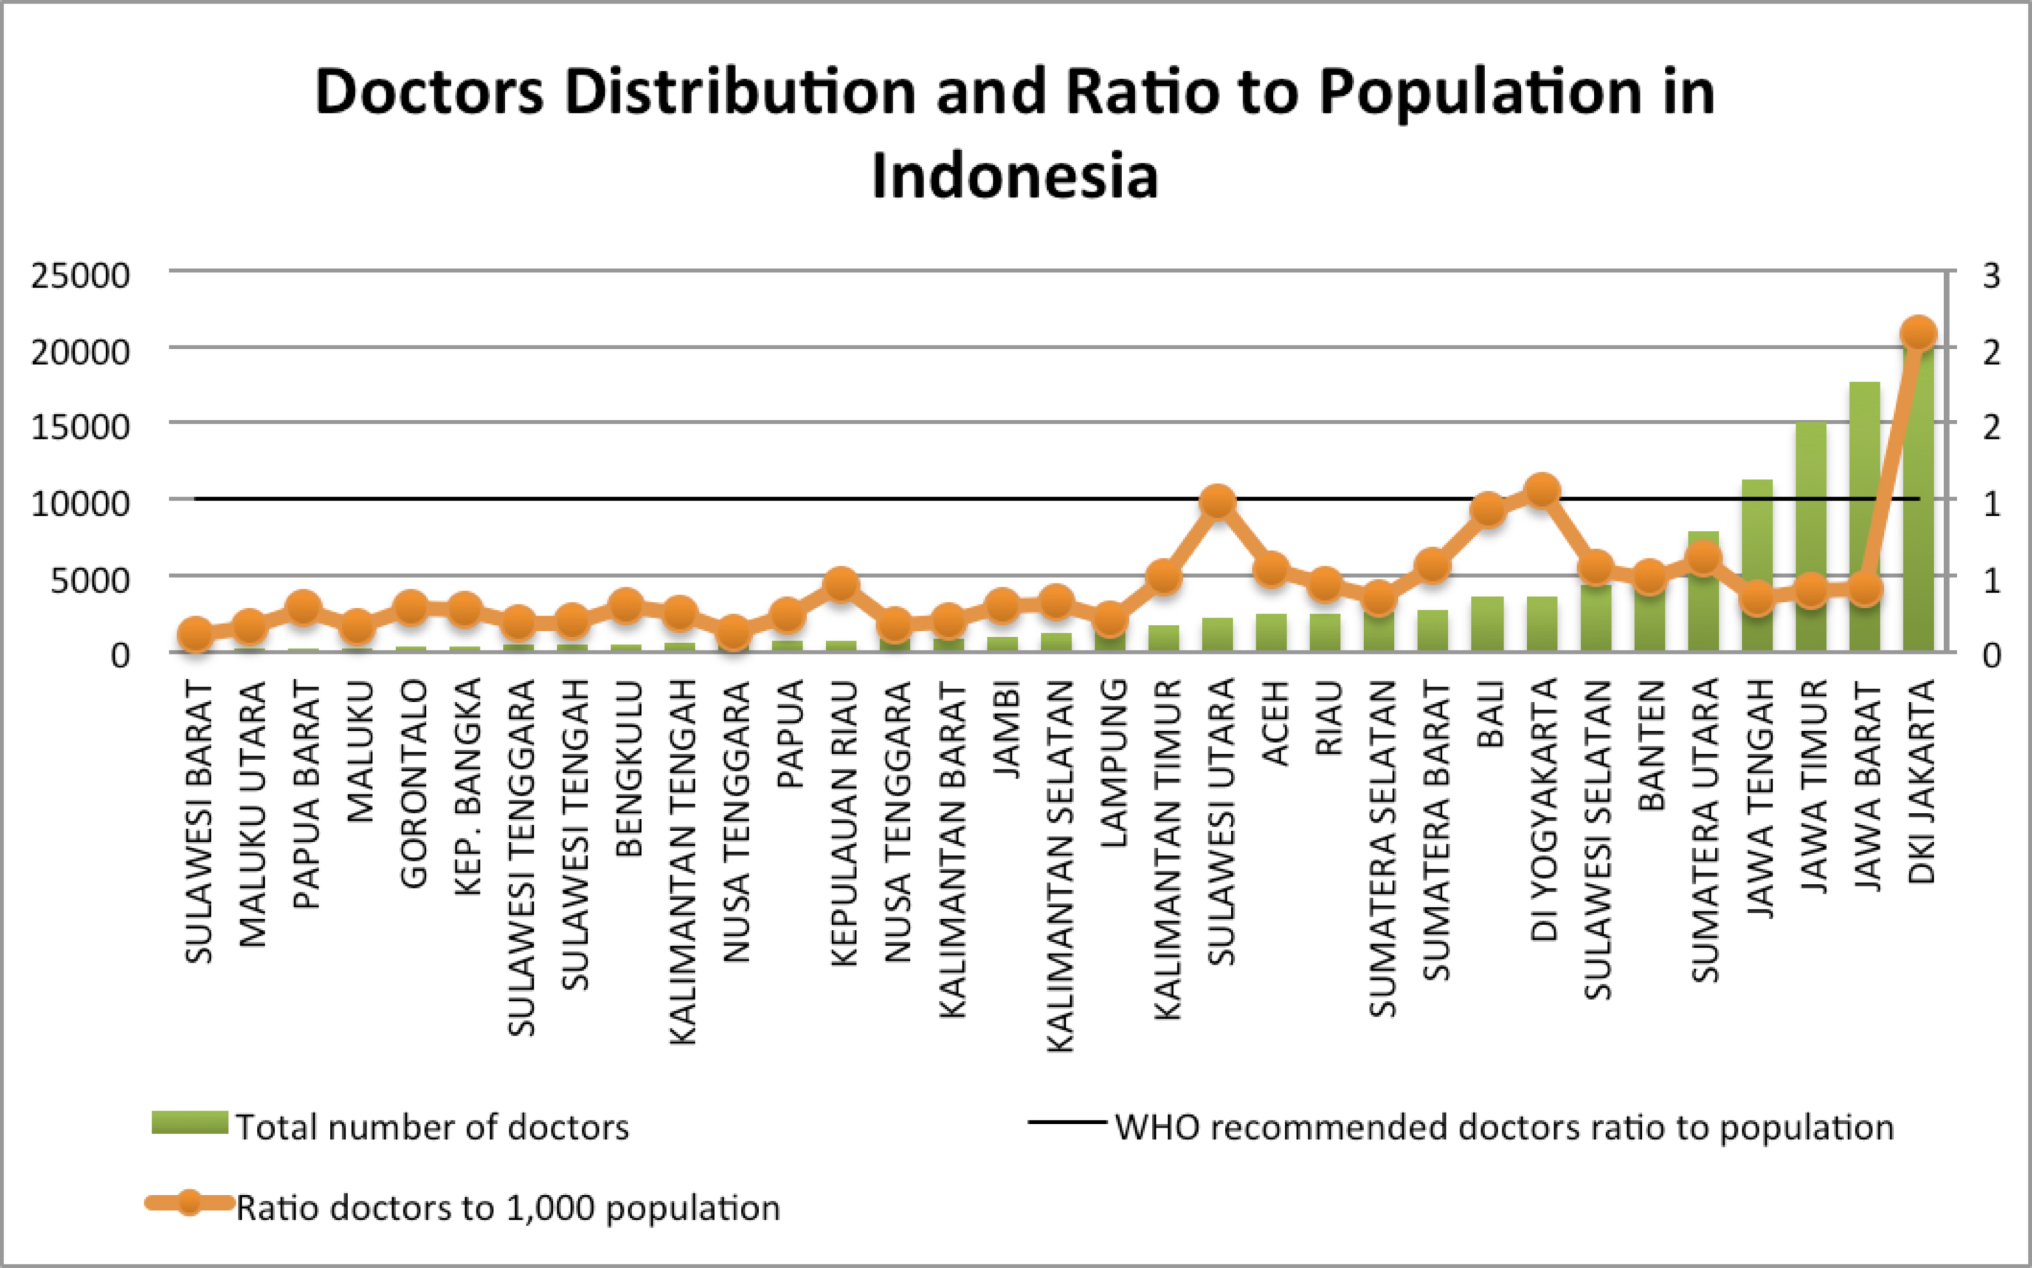 Doctors Distribution and Ratio to Population in
Indonesia
25000
20000
15000
10000
5000
0
3
2
2
1
1
0
SULAWESI BARAT
MALUKU UTARA
PAPUA BARAT
MALUKU
GORONTALO
KEP. BANGKA
SULAWESI TENGGARA
SULAWESI TENGAH
BENGKULU
KALIMANTAN TENGAH
NUSA TENGGARA
PAPUA
KEPULAUAN RIAU
NUSA TENGGARA
KALIMANTAN BARAT
JAMBI
KALIMANTAN SELATAN
LAMPUNG
KALIMANTAN TIMUR
SULAWESI UTARA
ACEH
RIAU
SUMATERA SELATAN
SUMATERA BARAT
BALI
DI YOGYAKARTA
SULAWESI SELATAN
BANTEN
SUMATERA UTARA
JAWA TENGAH
JAWA TIMUR
JAWA BARAT
DKI JAKARTA
Total number of doctors
WHO recommended doctors ratio to population
Ratio doctors to 1,000 population